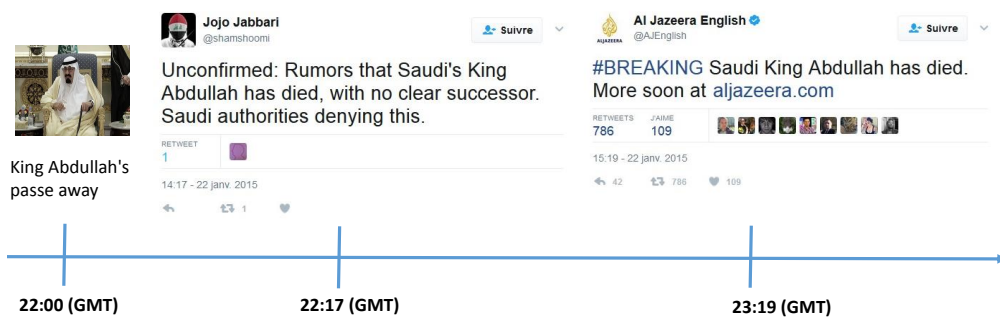 Jojo Jabbari
@shamshoomi
Suivre
Unconfirmed: Rumors that Saudi's King
Abdullah has died, with no clear successor.
Saudi authorities denying this.
RETWEET
1
14:17 - 22 janv. 2015
1
Al Jazeera English
@AJEnglish
ALJAZEERA
Suivre
#BREAKING Saudi King Abdullah has died.
More soon at aljazeera.com
RETWEETS J'AIME
786 109
15:19 - 22 janv. 2015
42 786 109
King Abdullah's
passe away
22:00 (GMT)
22:17 (GMT)
23:19 (GMT)